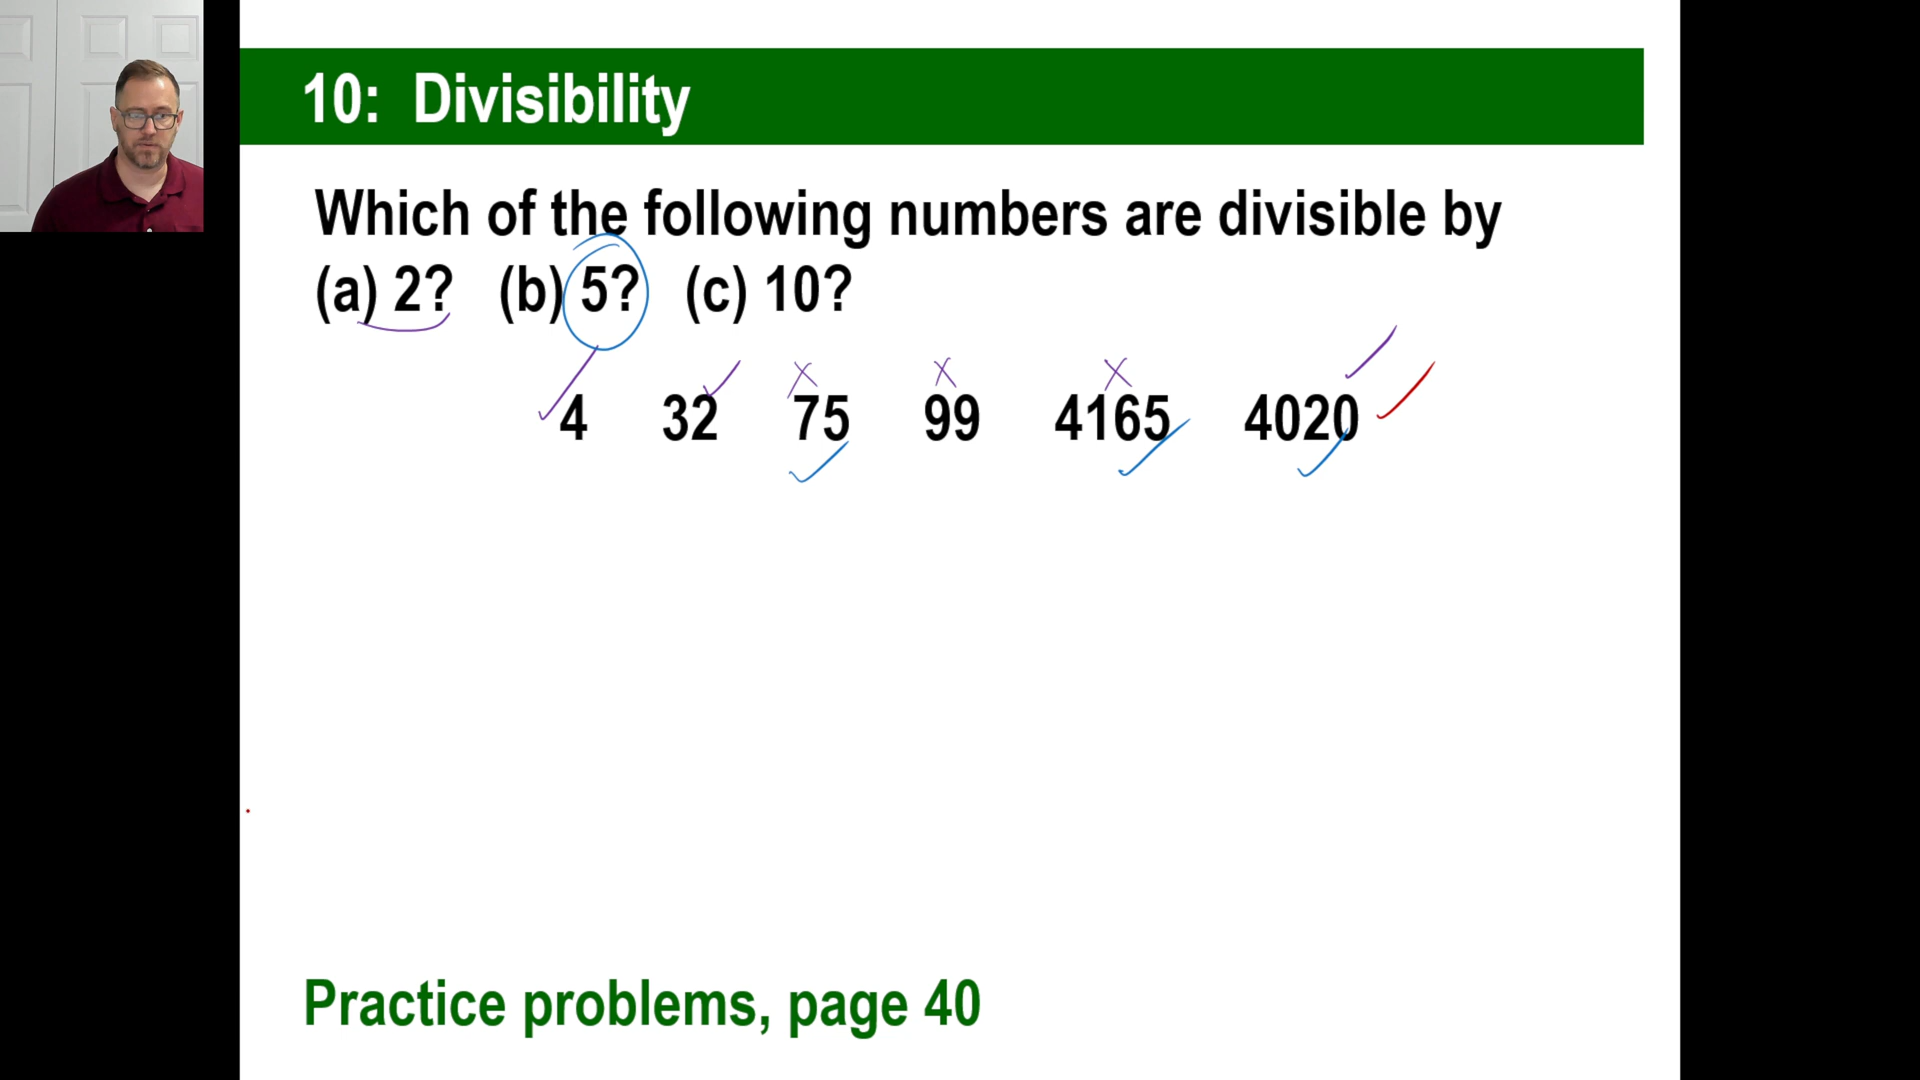 10: Divisibility
Which of the following numbers are divisible by
(a) 2? (b) 5? (c) 10?
x x x
4 32 75 99 4165 4020
Practice problems, page 40